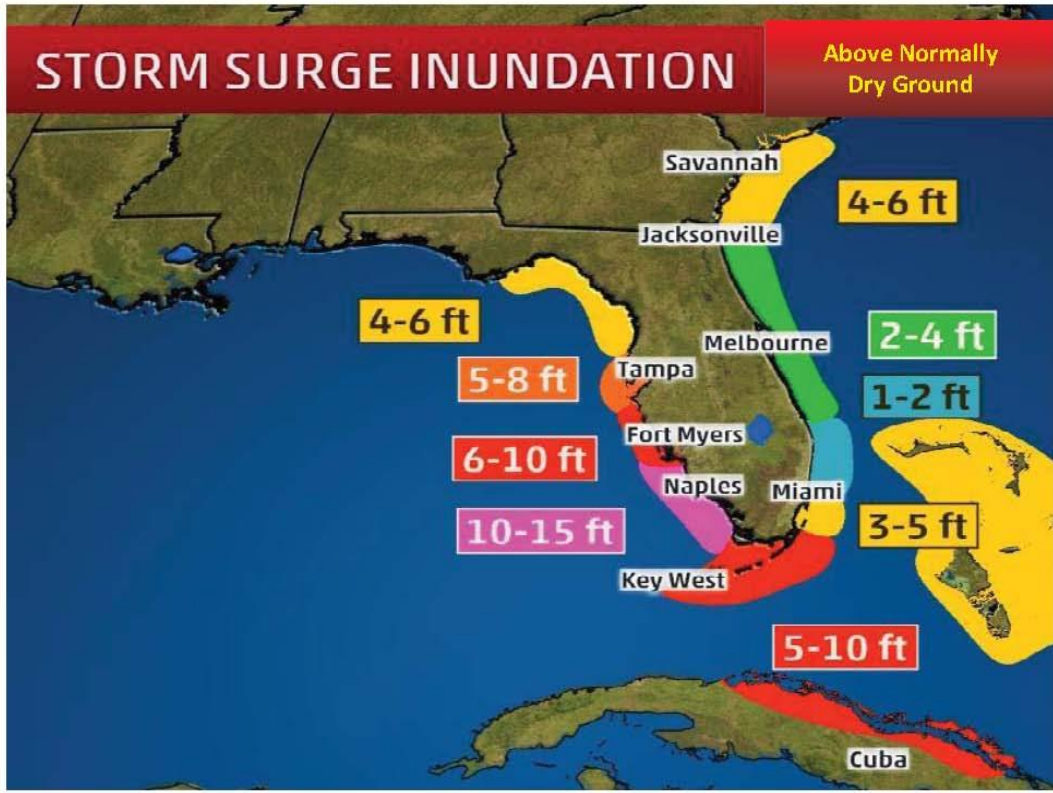 STORM SURGE INUNDATION
Above Normally
Dry Ground
Savannah
4-6 ft
Jacksonville
4-6 ft
Melbourne
2-4 ft
Tampa
5-8 ft
1-2 ft
Fort Myers
6-10 ft
Naples
Miami
10-15 ft
3-5 ft
Key West
5-10 ft
Cuba